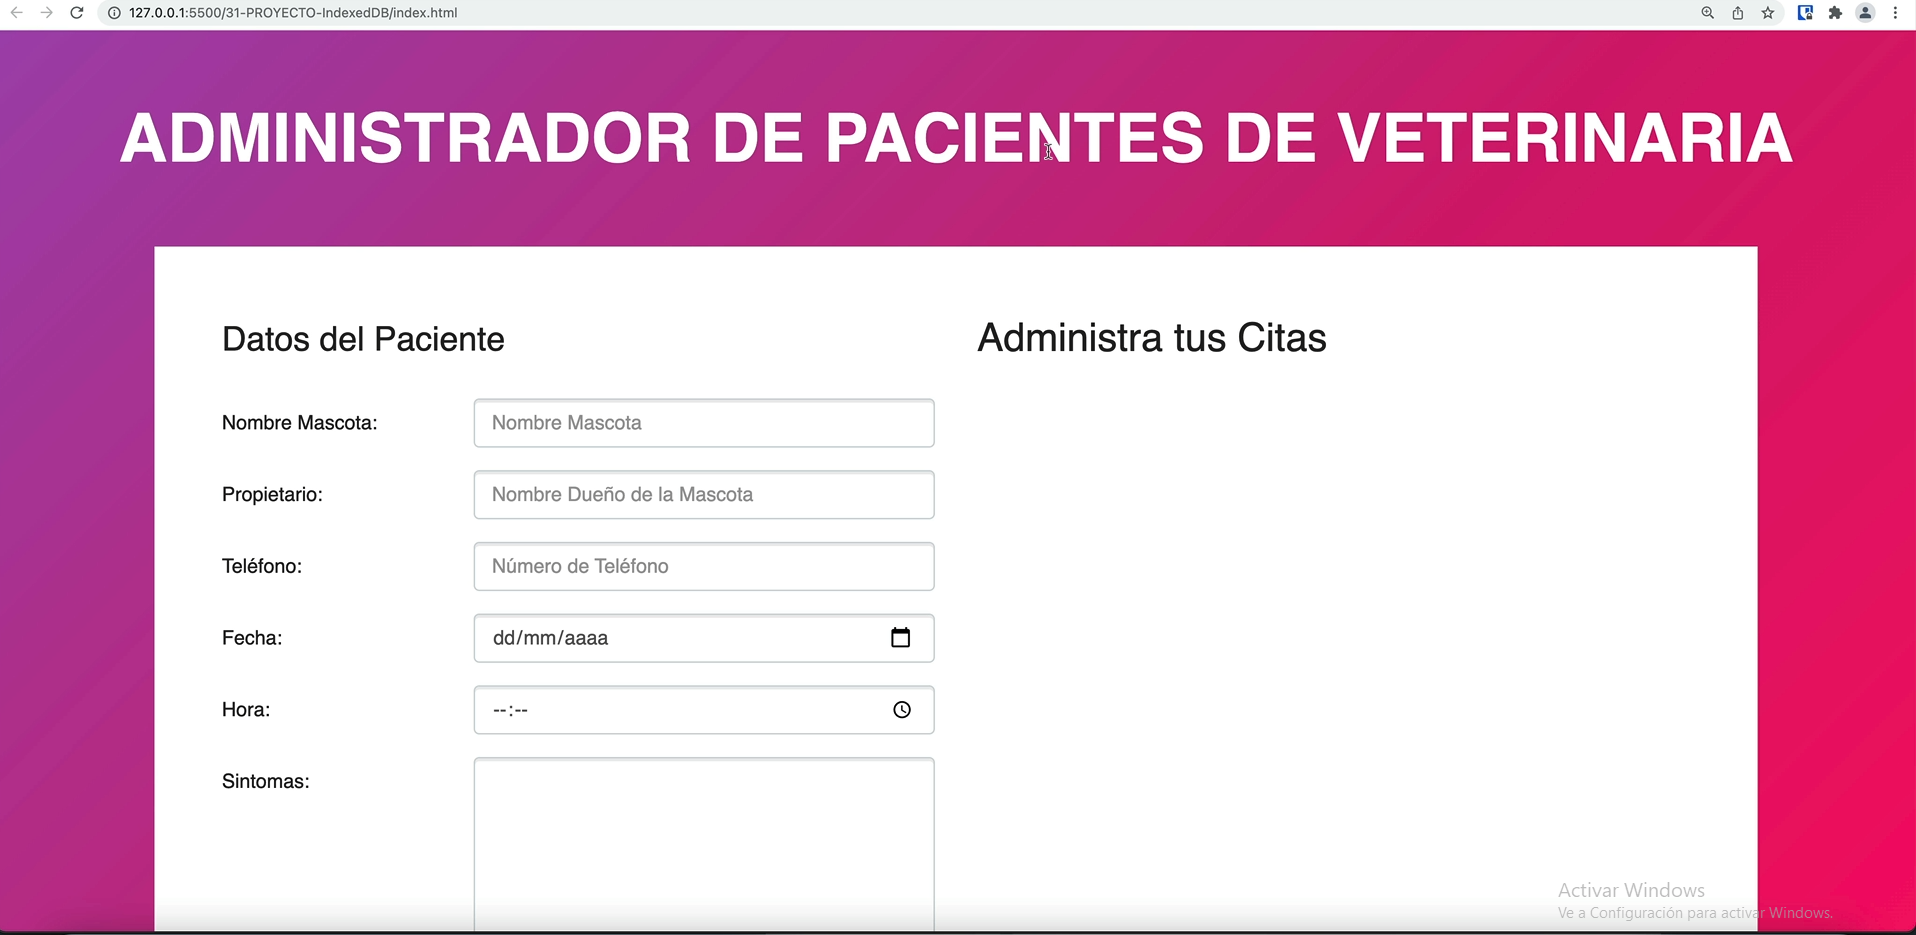 127.0.0.1:5500/31-PROYECTO-IndexedDB/index.html
ADMINISTRADOR DE PACIENTES DE VETERINARIA
Datos del Paciente
Nombre Mascota:
Nombre Mascota
Propietario:
Nombre Dueño de la Mascota
Teléfono:
Número de Teléfono
Fecha:
dd/mm/aaaa
Hora:
--:--
Sintomas:
Administra tus Citas
Activar Windows
Ve a Configuración para activar Windows.